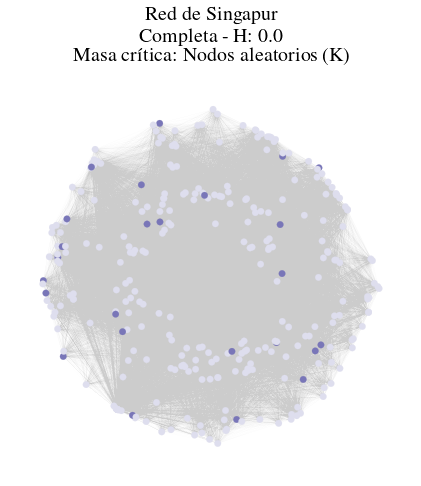 Red de Singapur
Completa - H: 0.0
Masa crítica: Nodos aleatorios (K)